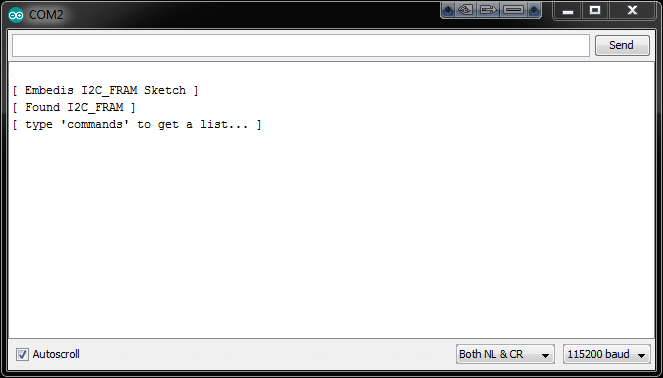 COM2
Send
[ Embedis I2C_FRAM Sketch ]
[ Found I2C_FRAM ]
[ type 'commands' to get a list... ]
Autoscroll
Both NL & CR
115200 baud